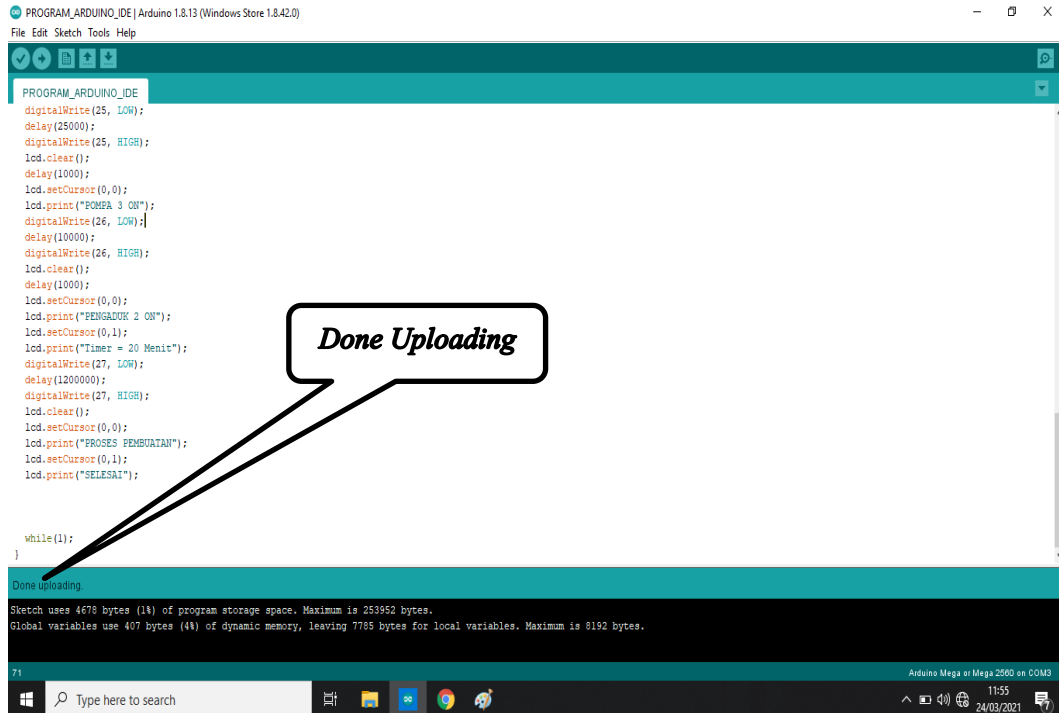 PROGRAM_ARDUINO_IDE | Arduino 1.8.13 (Windows Store 1.8.42.0)
File Edit Sketch Tools Help
PROGRAM_ARDUINO_IDE
digitalWrite(25, LOW);
delay(25000);
digitalWrite(25, HIGH);
lcd.clear();
delay(1000);
lcd.setCursor(0,0);
lcd.print("POMPA 3 ON");
digitalWrite(26, LOW);
delay(10000);
digitalWrite(26, HIGH);
lcd.clear();
delay(1000);
lcd.setCursor(0,0);
lcd.print("PENGADUK 2 ON");
lcd.setCursor(0,1);
lcd.print("Timer = 20 Menit");
digitalWrite(27, LOW);
delay(1200000);
digitalWrite(27, HIGH);
lcd.clear();
lcd.setCursor(0,0);
lcd.print("PROSES PEMBUATAN");
lcd.setCursor(0,1);
lcd.print("SELESAI");
while(1);
}
Done Uploading
Done uploading.
Sketch uses 4678 bytes (1%) of program storage space. Maximum is 253952 bytes.
Global variables use 407 bytes (4%) of dynamic memory, leaving 7785 bytes for local variables. Maximum is 8192 bytes.
71
Arduino Mega or Mega 2560 on COM3
Type here to search
11:55
24/03/2021
7